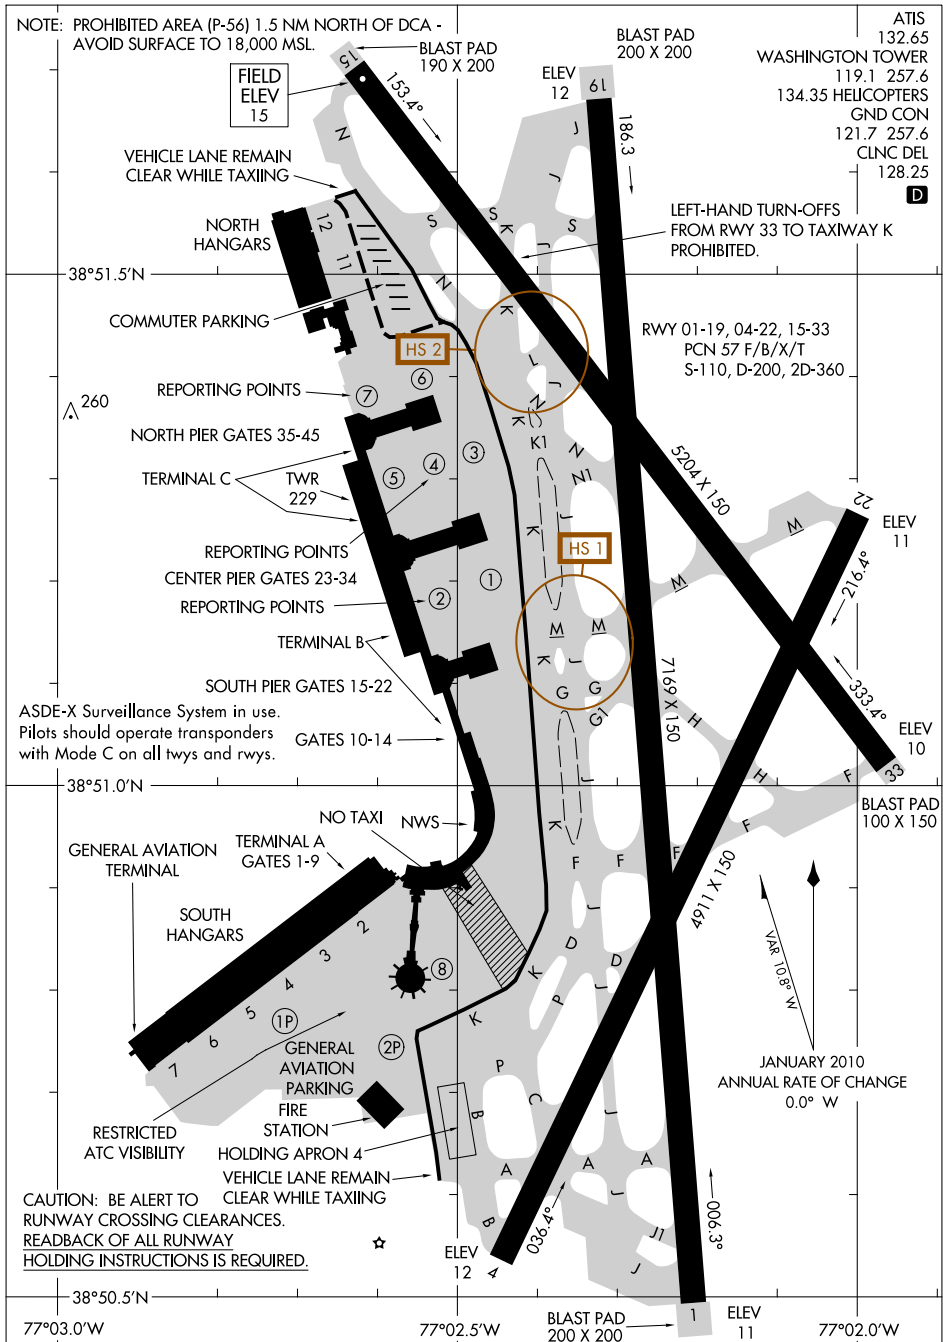 NOTE: PROHIBITED AREA (P-56) 1.5 NM NORTH OF DCA -
AVOID SURFACE TO 18,000 MSL.
ATIS
132.65
WASHINGTON TOWER
119.1 257.6
134.35 HELICOPTERS
GND CON
121.7 257.6
CLNC DEL
128.25
D
15
BLAST PAD
190 X 200
BLAST PAD
200 X 200
FIELD
ELEV
15
ELEV
12
19
153.4°
186.3
N
J
J
VEHICLE LANE REMAIN
CLEAR WHILE TAXIING
NORTH
HANGARS
12
11
S
S
K
J
S
LEFT-HAND TURN-OFFS
FROM RWY 33 TO TAXIWAY K
PROHIBITED.
38°51.5'N
N
K
J
COMMUTER PARKING
HS 2
RWY 01-19, 04-22, 15-33
PCN 57 F/B/X/T
S-110, D-200, 2D-360
L
J
6
7
REPORTING POINTS
260
N
K
K1
N
N1
NORTH PIER GATES 35-45
3
4
5
TERMINAL C
TWR
229
5204 X 150
22
ELEV
11
J
K
M
HS 1
REPORTING POINTS
CENTER PIER GATES 23-34
1
2
REPORTING POINTS
M
216.4°
M
M
TERMINAL B
K
J
SOUTH PIER GATES 15-22
G
G
G1
7169 X 150
333.4°
H
ASDE-X Surveillance System in use.
Pilots should operate transponders
with Mode C on all twys and rwys.
GATES 10-14
ELEV
10
J
H
F
33
38°51.0'N
BLAST PAD
100 X 150
NO TAXI
NWS
K
F
TERMINAL A
GATES 1-9
GENERAL AVIATION
TERMINAL
F
F
F
4911 X 150
SOUTH
HANGARS
2
3
4
5
6
7
J
D
D
J
K
P
8
VAR 10.8° W
1P
2P
K
GENERAL
AVIATION
PARKING
P
C
B
J
JANUARY 2010
ANNUAL RATE OF CHANGE
0.0° W
FIRE
STATION
RESTRICTED
ATC VISIBILITY
HOLDING APRON 4
VEHICLE LANE REMAIN
CLEAR WHILE TAXIING
A
A
A
J
B
036.4°
006.3°
CAUTION: BE ALERT TO
RUNWAY CROSSING CLEARANCES.
READBACK OF ALL RUNWAY
HOLDING INSTRUCTIONS IS REQUIRED.
J1
J
ELEV
12
4
38°50.5'N
BLAST PAD
200 X 200
1
ELEV
11
77°03.0'W
77°02.5'W
77°02.0'W